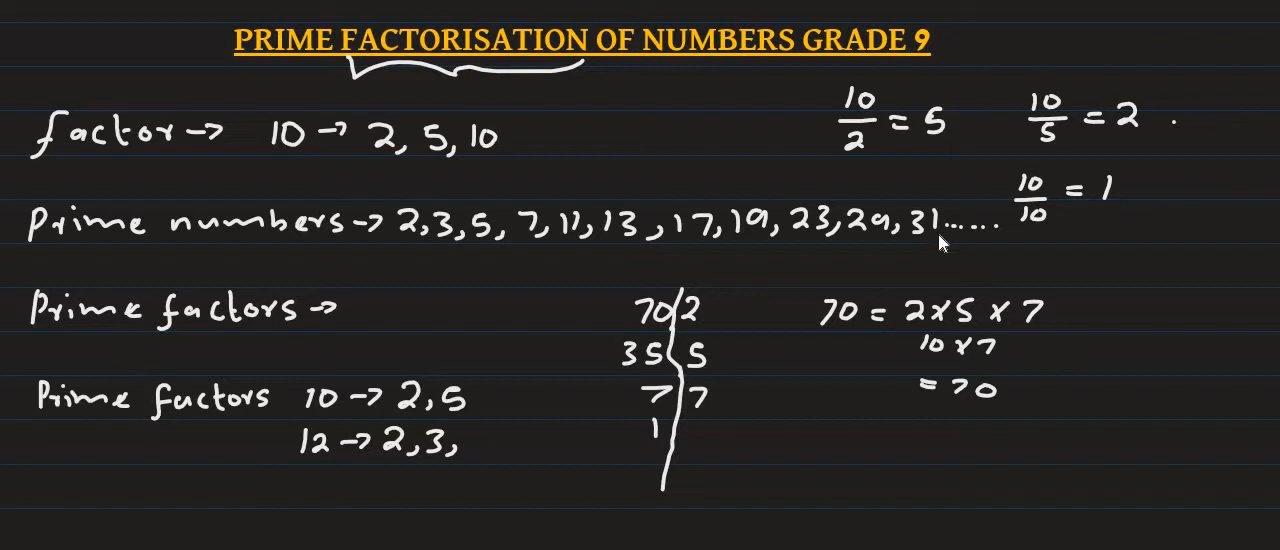 PRIME FACTORISATION OF NUMBERS GRADE 9
factor → 10 → 2, 5, 10
10/2 = 5 10/5 = 2 .
10/10 = 1
Prime numbers → 2,3,5, 7,11,13, 17,19, 23,29, 31......
Prime factors →
70 2
35 5
7 7
1
70 = 2 x 5 x 7
10 x 7
= 70
Prime factors 10 → 2,5
12 → 2,3,